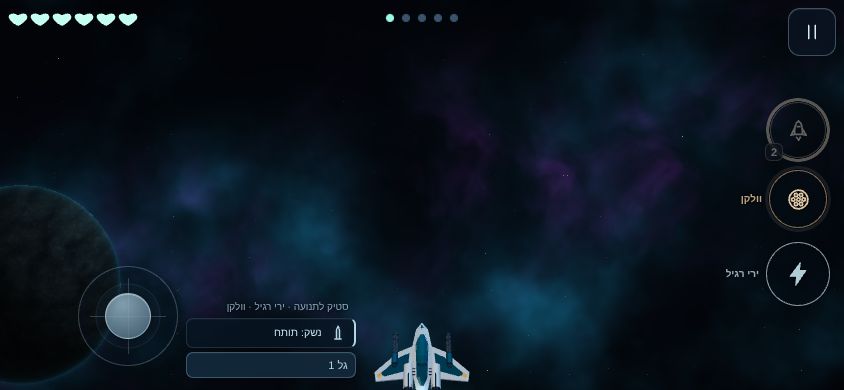 2
וולקן
ירי רגיל
סטיק לתנועה · ירי רגיל · וולקן
נשק: תותח
גל 1